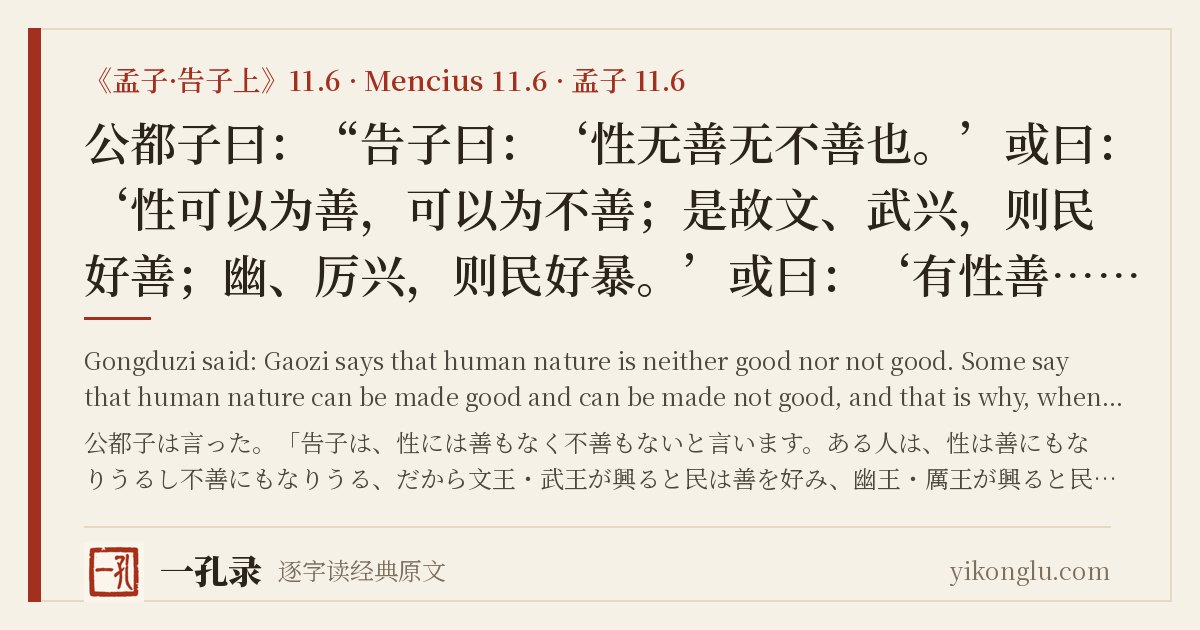 《孟子·告子上》11.6 · Mencius 11.6 · 孟子 11.6
公都子曰：“告子曰：‘性无善无不善也。’或曰：
‘性可以为善，可以为不善；是故文、武兴，则民
好善；幽、厉兴，则民好暴。’或曰：‘有性善……
Gongduzi said: Gaozi says that human nature is neither good nor not good. Some say
that human nature can be made good and can be made not good, and that is why, when...
公都子は言った。「告子は、性には善もなく不善もないと言います。ある人は、性は善にもな
りうるし不善にもなりうる、だから文王・武王が興ると民は善を好み、幽王・厲王が興ると民…
一孔
一孔录
逐字读经典原文
yikonglu.com